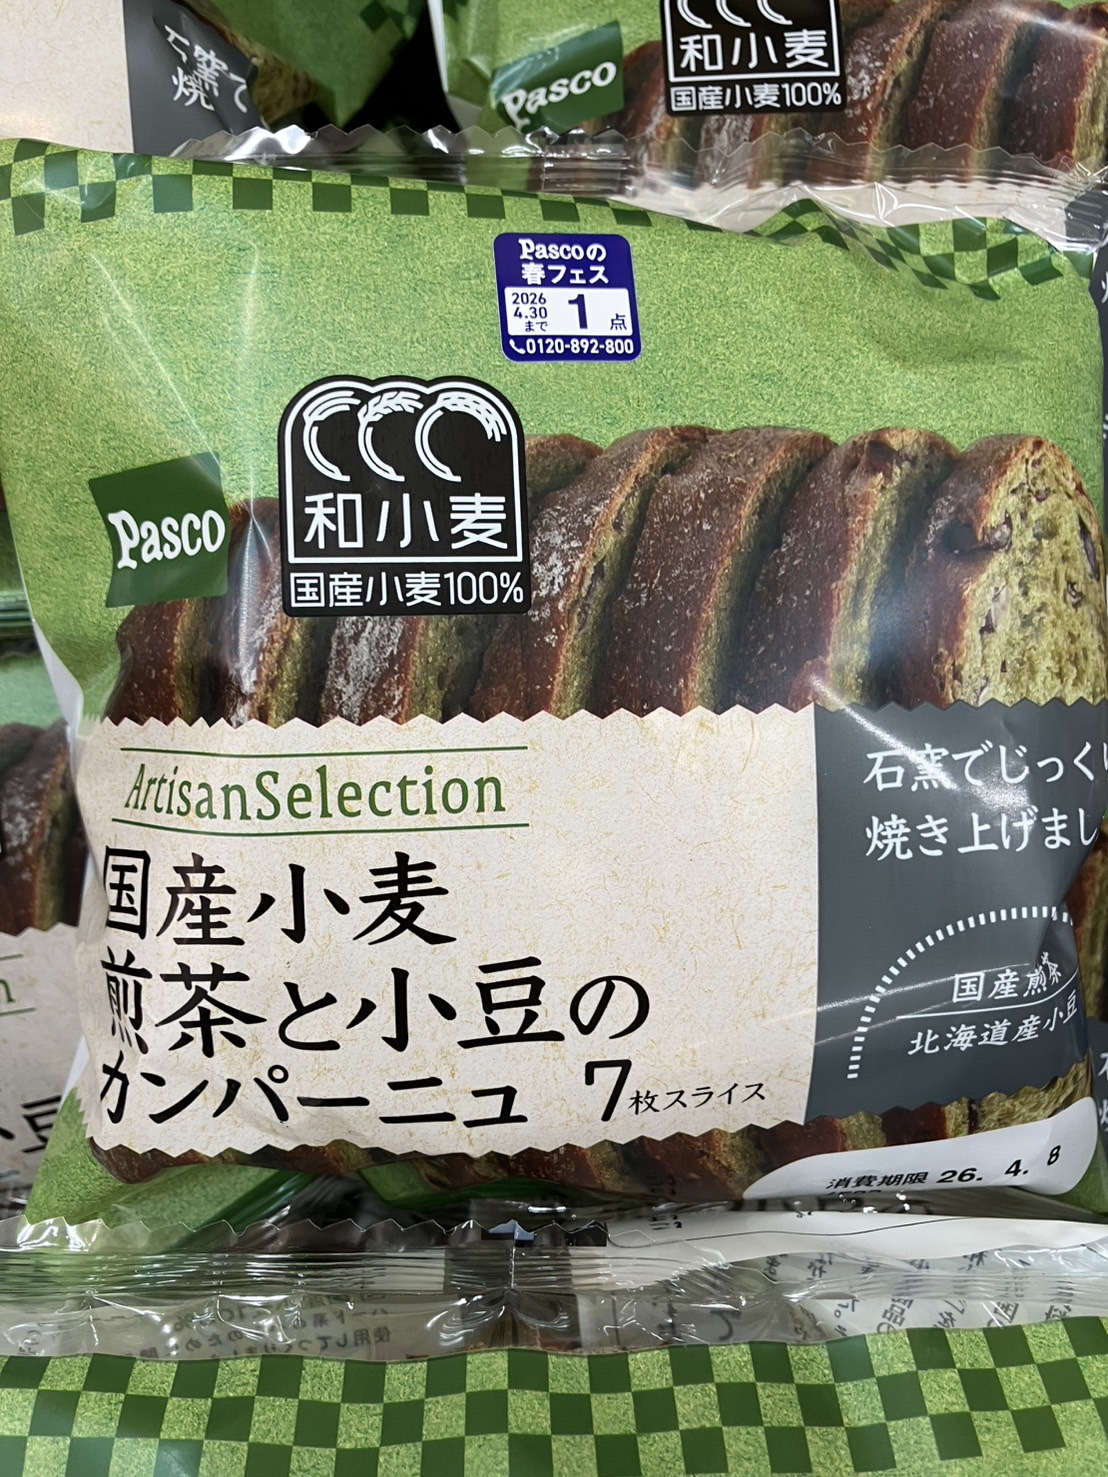 石窯で
焼
Pasco
和小麦
国産小麦100%
Pascoの
春フェス
2026
4.30
まで
1点
0120-892-800
和小麦
国産小麦100%
Pasco
ArtisanSelection
国産小麦
煎茶と小豆の
カンパーニュ 7枚スライス
石窯でじっくり
焼き上げまし
国産煎茶
北海道産小豆
消費期限 26. 4. 8